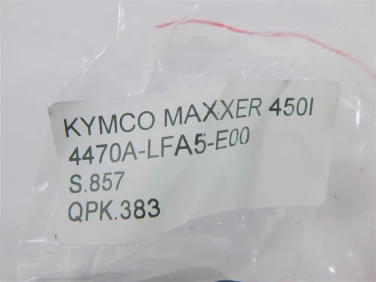 KYMCO MAXXER 450I
4470A-LFA5-E00
S.857
QPK.383